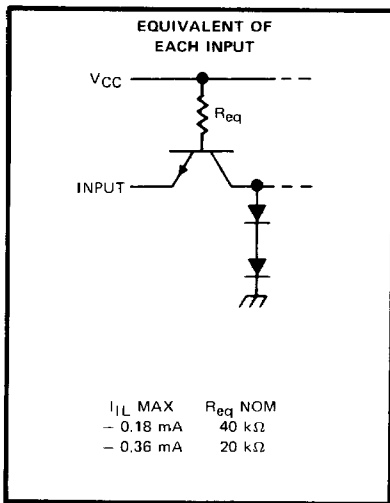 EQUIVALENT OF
EACH INPUT
VCC
Req
INPUT
IIL MAX Req NOM
− 0.18 mA 40 kΩ
− 0.36 mA 20 kΩ